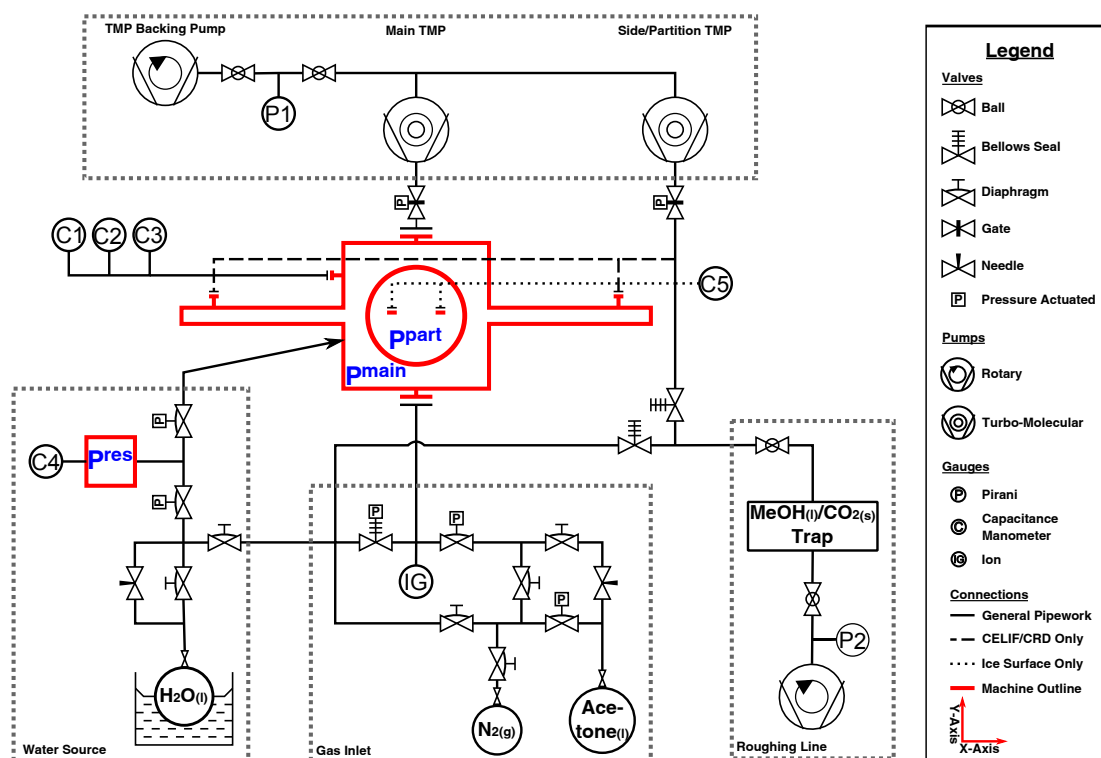 TMP Backing Pump
Main TMP
Side/Partition TMP
P1
P
P
C1
C2
C3
C5
Ppart
Pmain
P
C4
Pres
P
P
P
IG
P
H2O(l)
N2(g)
Ace-
tone(l)
MeOH(l)/CO2(s)
Trap
P2
Water Source
Gas Inlet
Roughing Line
Legend
Valves
Ball
Bellows Seal
Diaphragm
Gate
Needle
P Pressure Actuated
Pumps
Rotary
Turbo-Molecular
Gauges
P Pirani
C Capacitance
Manometer
IG Ion
Connections
General Pipework
CELIF/CRD Only
Ice Surface Only
Machine Outline
Y-Axis
X-Axis